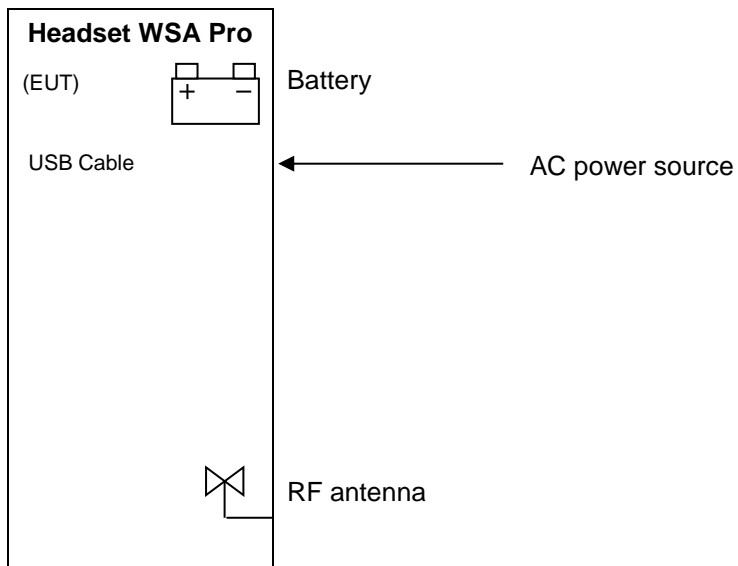 Headset WSA Pro
(EUT)
+ −
Battery
USB Cable
AC power source
RF antenna